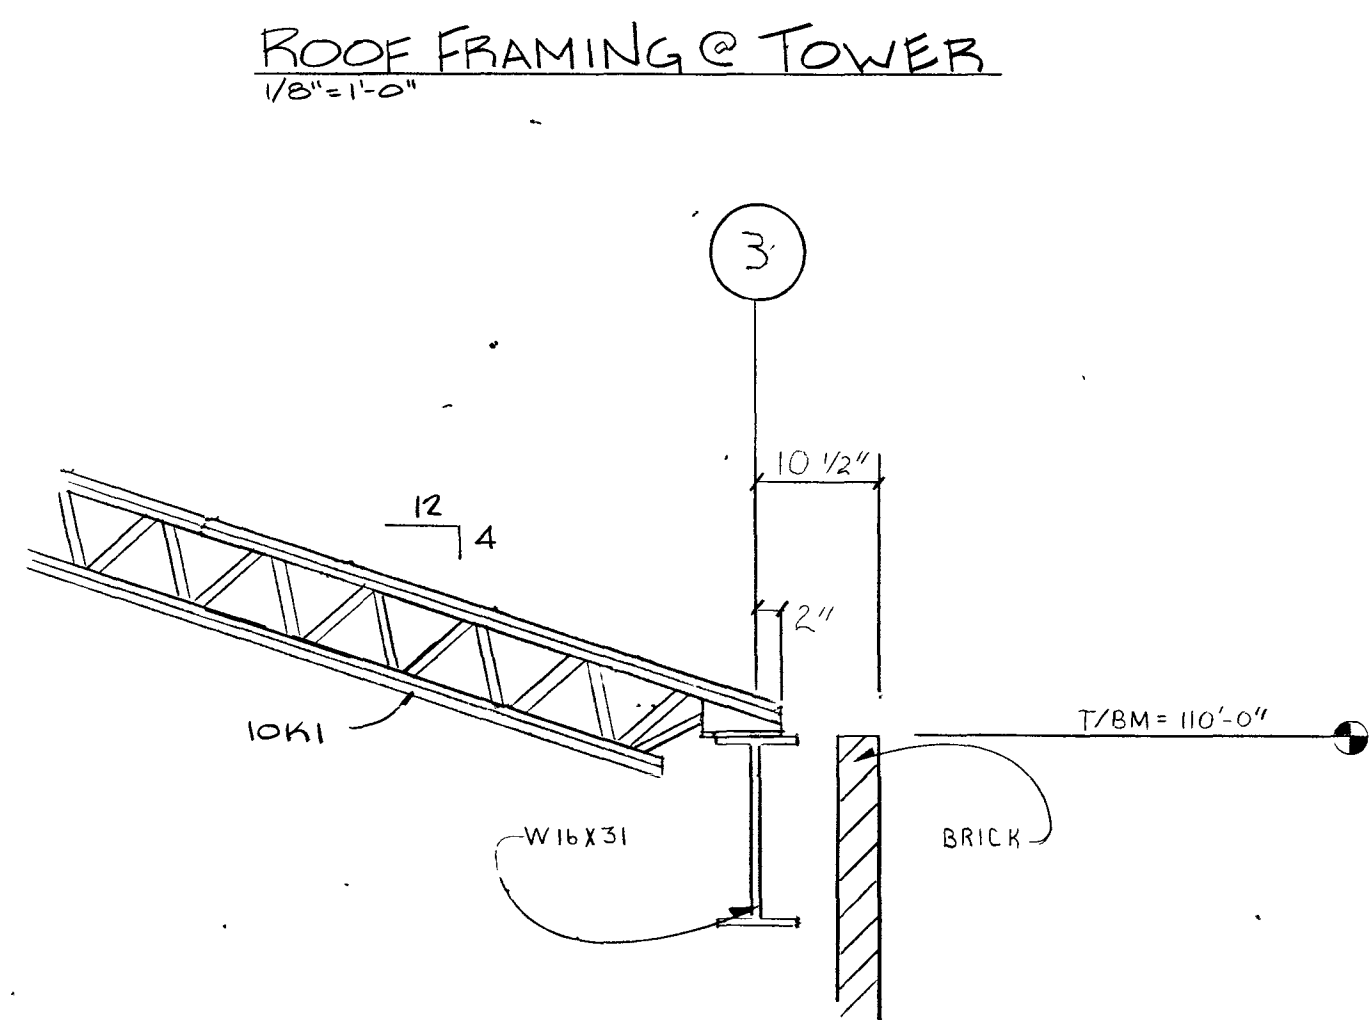 ROOF FRAMING @ TOWER
1/8"=1'-0"
3
10 1/2"
12
4
2"
T/BM = 110'-0"
10K1
W16X31
BRICK